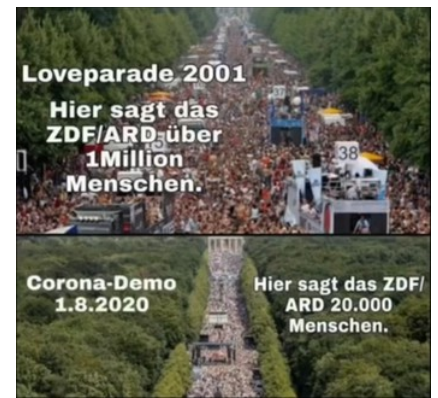 Loveparade 2001
Hier sagt das
ZDF/ARD über
1Million
Menschen.
37
38
Corona-Demo
1.8.2020
Hier sagt das ZDF/
ARD 20.000
Menschen.